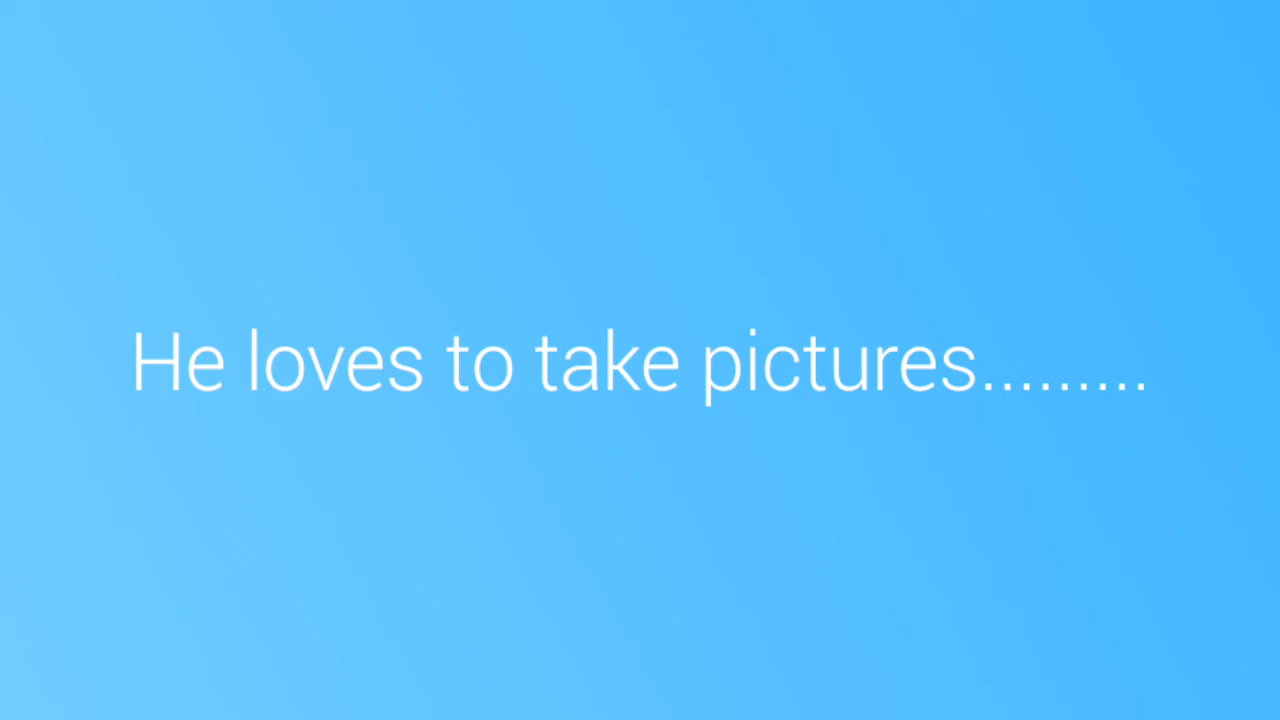 He loves to take pictures.........